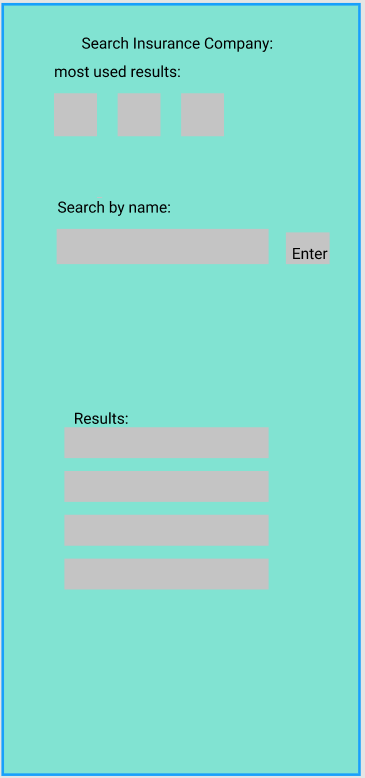 Search Insurance Company:
most used results:
Search by name:
Enter
Results: